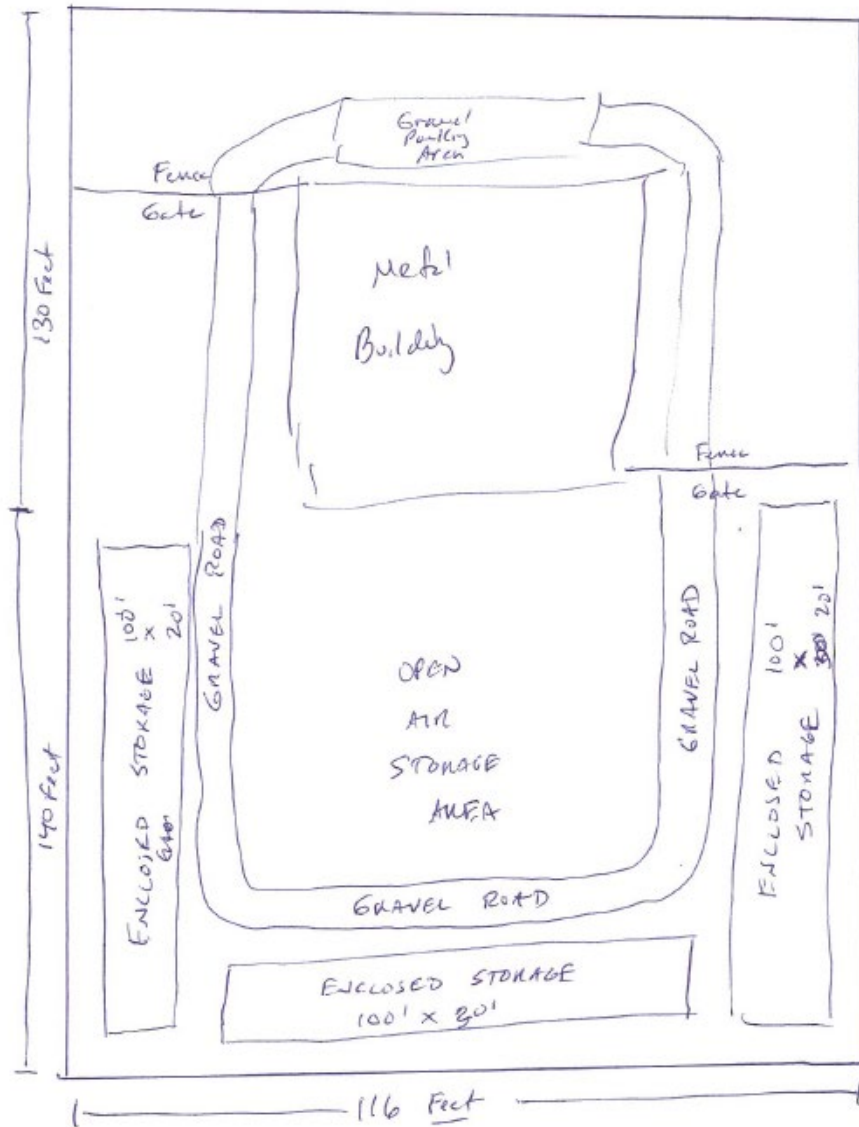 Gravel
Parking
Area
Fence
Gate
130 Feet
Metal
Building
Fence
Gate
GRAVEL ROAD
100'
x
20'
ENCLOSED STORAGE
140 Feet
OPEN
AIR
STORAGE
AREA
GRAVEL ROAD
100'
x
20'
ENCLOSED
STORAGE
GRAVEL ROAD
ENCLOSED STORAGE
100' x 20'
116 Feet